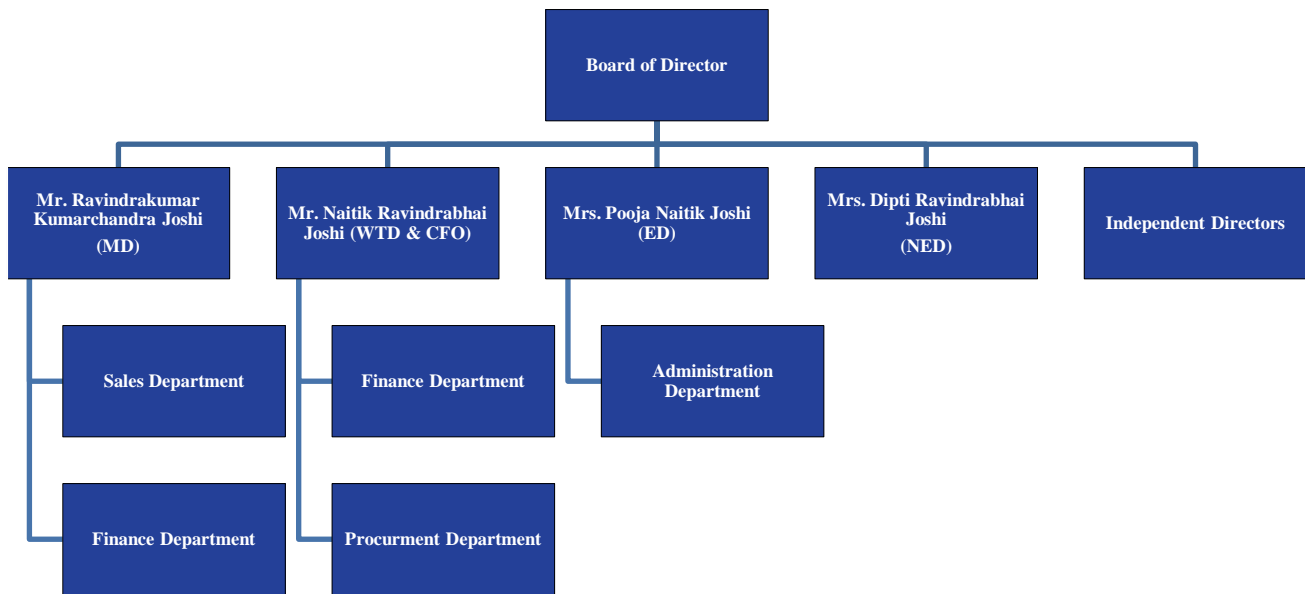 Board of Director
Mr. Ravindrakumar
Kumarchandra Joshi
(MD)
Mr. Naitik Ravindrabhai
Joshi (WTD & CFO)
Mrs. Pooja Naitik Joshi
(ED)
Mrs. Dipti Ravindrabhai
Joshi
(NED)
Independent Directors
Sales Department
Finance Department
Administration
Department
Finance Department
Procurment Department